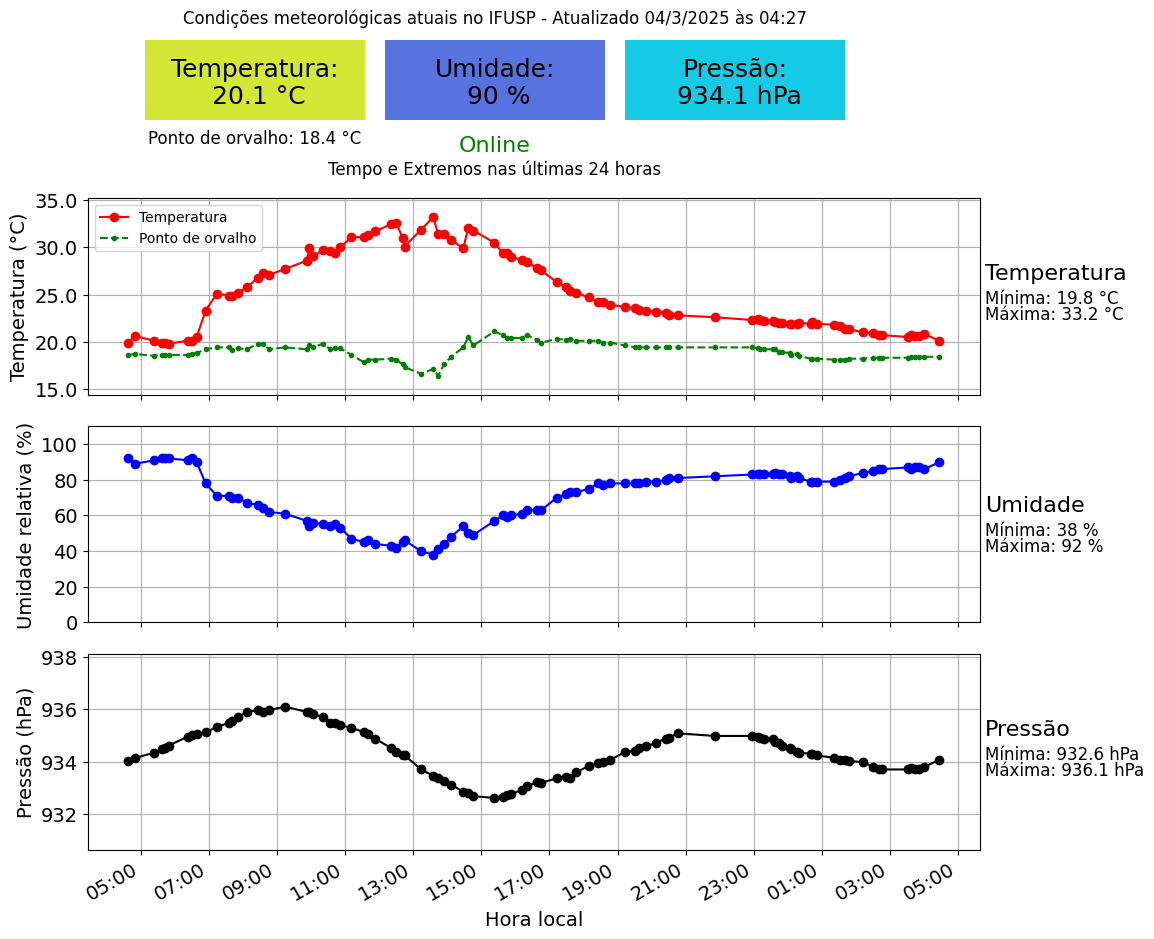 Condições meteorológicas atuais no IFUSP - Atualizado 04/3/2025 às 04:27
Temperatura:
20.1 °C
Umidade:
90 %
Pressão:
934.1 hPa
Ponto de orvalho: 18.4 °C
Online
Tempo e Extremos nas últimas 24 horas
Temperatura (°C)
35.0
30.0
25.0
20.0
15.0
Temperatura
Ponto de orvalho
Temperatura
Mínima: 19.8 °C
Máxima: 33.2 °C
Umidade relativa (%)
100
80
60
40
20
0
Umidade
Mínima: 38 %
Máxima: 92 %
Pressão (hPa)
938
936
934
932
Pressão
Mínima: 932.6 hPa
Máxima: 936.1 hPa
05:00 07:00 09:00 11:00 13:00 15:00 17:00 19:00 21:00 23:00 01:00 03:00 05:00
Hora local